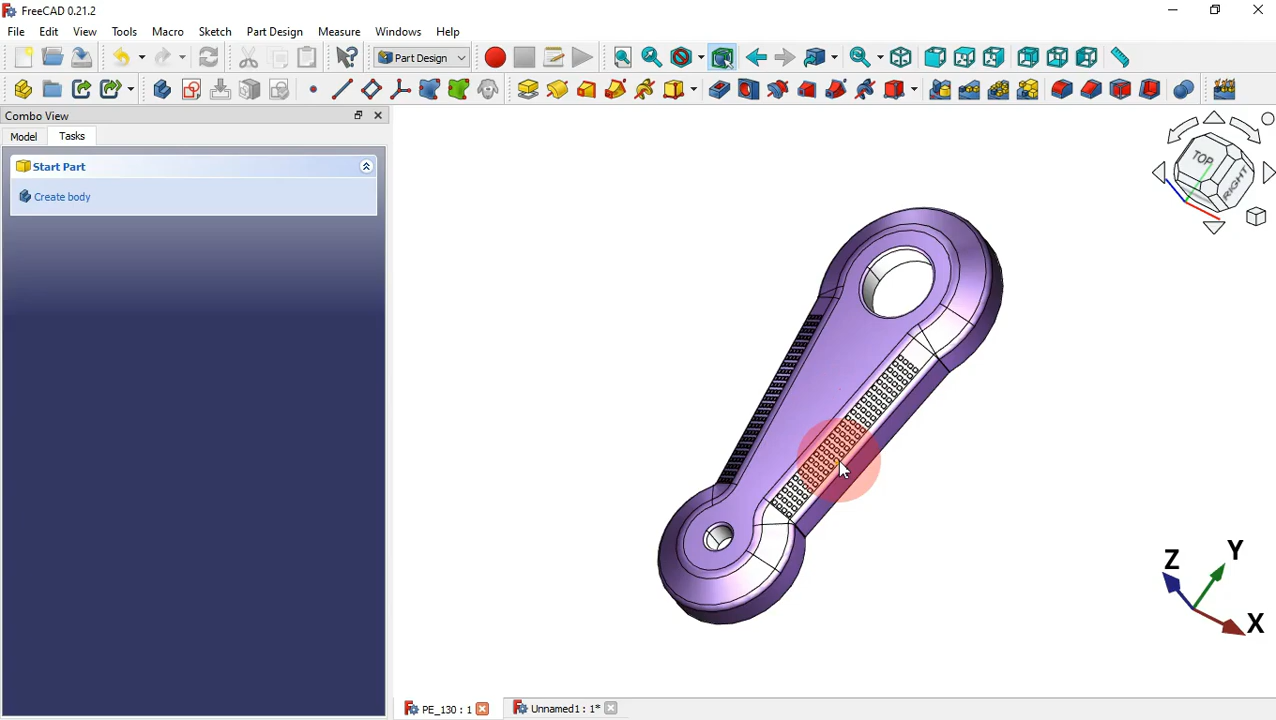 FreeCAD 0.21.2
File Edit View Tools Macro Sketch Part Design Measure Windows Help
Part Design
Combo View
Model Tasks
Start Part
Create body
TOP
RIGHT
Z Y
X
PE_130 : 1 Unnamed1 : 1*